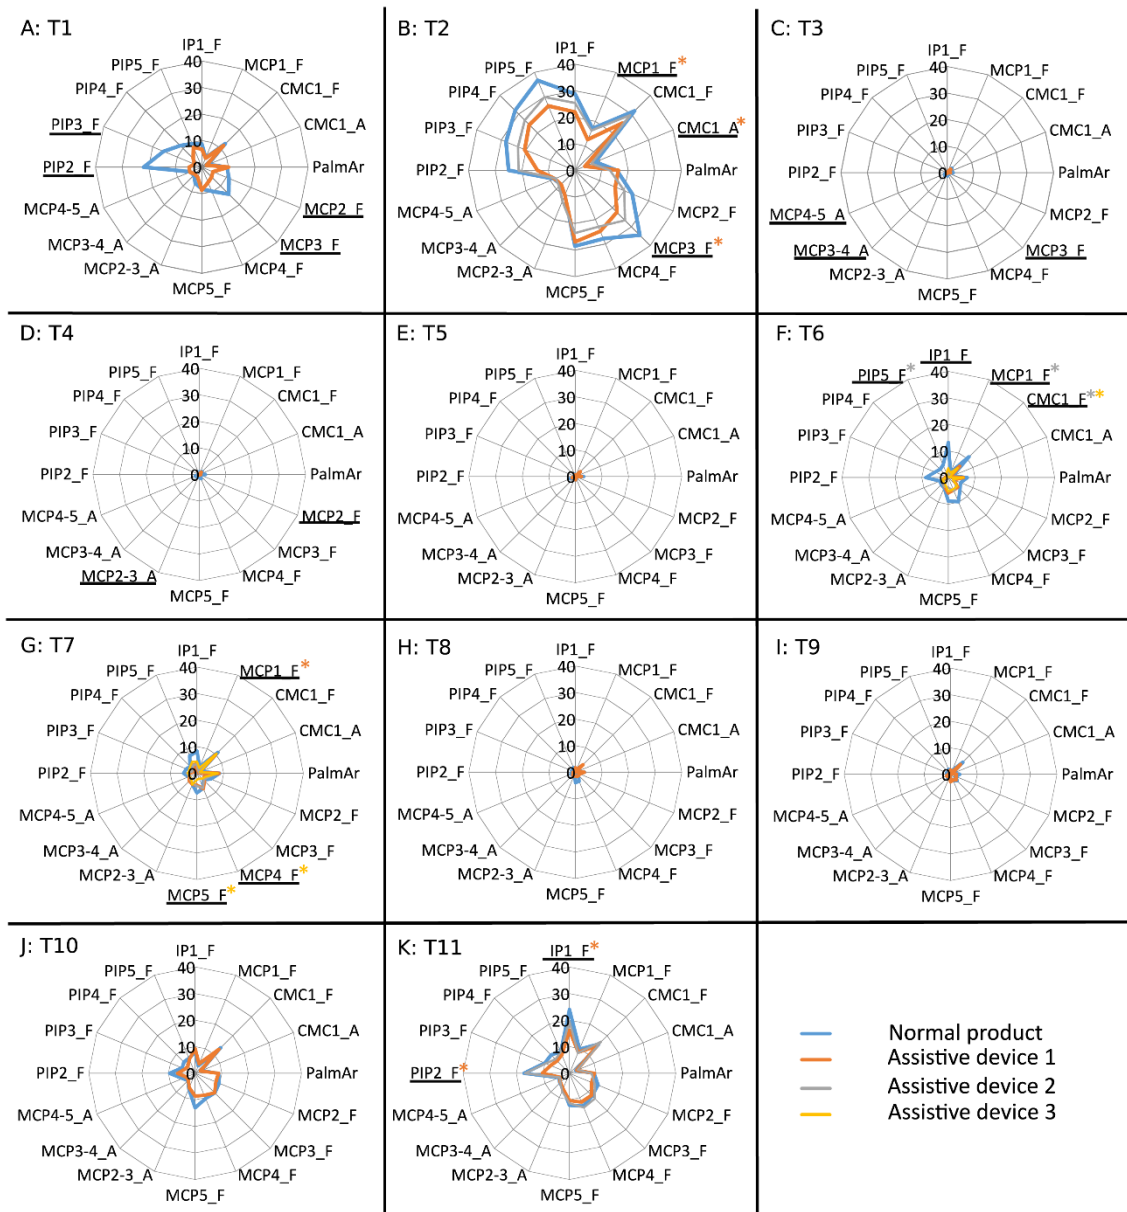 A: T1
IP1_F
MCP1_F
CMC1_F
CMC1_A
PalmAr
MCP2_F
MCP3_F
MCP4_F
MCP5_F
MCP2-3_A
MCP3-4_A
MCP4-5_A
PIP2_F
PIP3_F
PIP4_F
PIP5_F
40
30
20
10
0
B: T2
IP1_F
MCP1_F*
CMC1_F
CMC1_A*
PalmAr
MCP2_F
MCP3_F*
MCP4_F
MCP5_F
MCP2-3_A
MCP3-4_A
MCP4-5_A
PIP2_F
PIP3_F
PIP4_F
PIP5_F
40
30
20
10
0
C: T3
IP1_F
MCP1_F
CMC1_F
CMC1_A
PalmAr
MCP2_F
MCP3_F
MCP4_F
MCP5_F
MCP2-3_A
MCP3-4_A
MCP4-5_A
PIP2_F
PIP3_F
PIP4_F
PIP5_F
40
30
20
10
0
D: T4
IP1_F
MCP1_F
CMC1_F
CMC1_A
PalmAr
MCP2_F
MCP3_F
MCP4_F
MCP5_F
MCP2-3_A
MCP3-4_A
MCP4-5_A
PIP2_F
PIP3_F
PIP4_F
PIP5_F
40
30
20
10
0
E: T5
IP1_F
MCP1_F
CMC1_F
CMC1_A
PalmAr
MCP2_F
MCP3_F
MCP4_F
MCP5_F
MCP2-3_A
MCP3-4_A
MCP4-5_A
PIP2_F
PIP3_F
PIP4_F
PIP5_F
40
30
20
10
0
F: T6
IP1_F
MCP1_F*
CMC1_F**
CMC1_A
PalmAr
MCP2_F
MCP3_F
MCP4_F
MCP5_F
MCP2-3_A
MCP3-4_A
MCP4-5_A
PIP2_F
PIP3_F
PIP4_F
PIP5_F*
40
30
20
10
0
G: T7
IP1_F
MCP1_F*
CMC1_F
CMC1_A
PalmAr
MCP2_F
MCP3_F
MCP4_F*
MCP5_F*
MCP2-3_A
MCP3-4_A
MCP4-5_A
PIP2_F
PIP3_F
PIP4_F
PIP5_F
40
30
20
10
0
H: T8
IP1_F
MCP1_F
CMC1_F
CMC1_A
PalmAr
MCP2_F
MCP3_F
MCP4_F
MCP5_F
MCP2-3_A
MCP3-4_A
MCP4-5_A
PIP2_F
PIP3_F
PIP4_F
PIP5_F
40
30
20
10
0
I: T9
IP1_F
MCP1_F
CMC1_F
CMC1_A
PalmAr
MCP2_F
MCP3_F
MCP4_F
MCP5_F
MCP2-3_A
MCP3-4_A
MCP4-5_A
PIP2_F
PIP3_F
PIP4_F
PIP5_F
40
30
20
10
0
J: T10
IP1_F
MCP1_F
CMC1_F
CMC1_A
PalmAr
MCP2_F
MCP3_F
MCP4_F
MCP5_F
MCP2-3_A
MCP3-4_A
MCP4-5_A
PIP2_F
PIP3_F
PIP4_F
PIP5_F
40
30
20
10
0
K: T11
IP1_F*
MCP1_F
CMC1_F
CMC1_A
PalmAr
MCP2_F
MCP3_F
MCP4_F
MCP5_F
MCP2-3_A
MCP3-4_A
MCP4-5_A
PIP2_F*
PIP3_F
PIP4_F
PIP5_F
40
30
20
10
0
Normal product
Assistive device 1
Assistive device 2
Assistive device 3